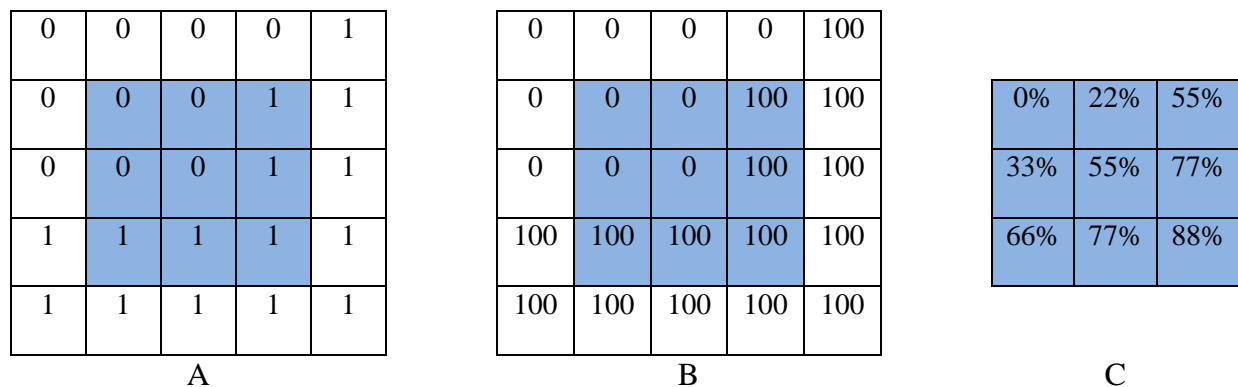 0 0 0 0 1 0 0 0 0 100
0 0 0 1 1 0 0 0 100 100 0% 22% 55%
0 0 0 1 1 0 0 0 100 100 33% 55% 77%
1 1 1 1 1 100 100 100 100 100 66% 77% 88%
1 1 1 1 1 100 100 100 100 100
A B C